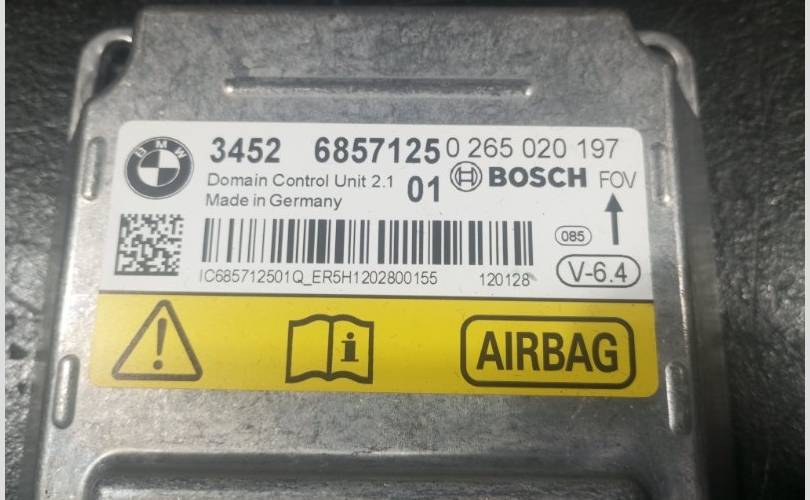 BMW
3452 6857125 0 265 020 197
Domain Control Unit 2.1 01 BOSCH FOV
Made in Germany
085
IC685712501Q_ER5H1202800155 120128 V-6.4
i AIRBAG